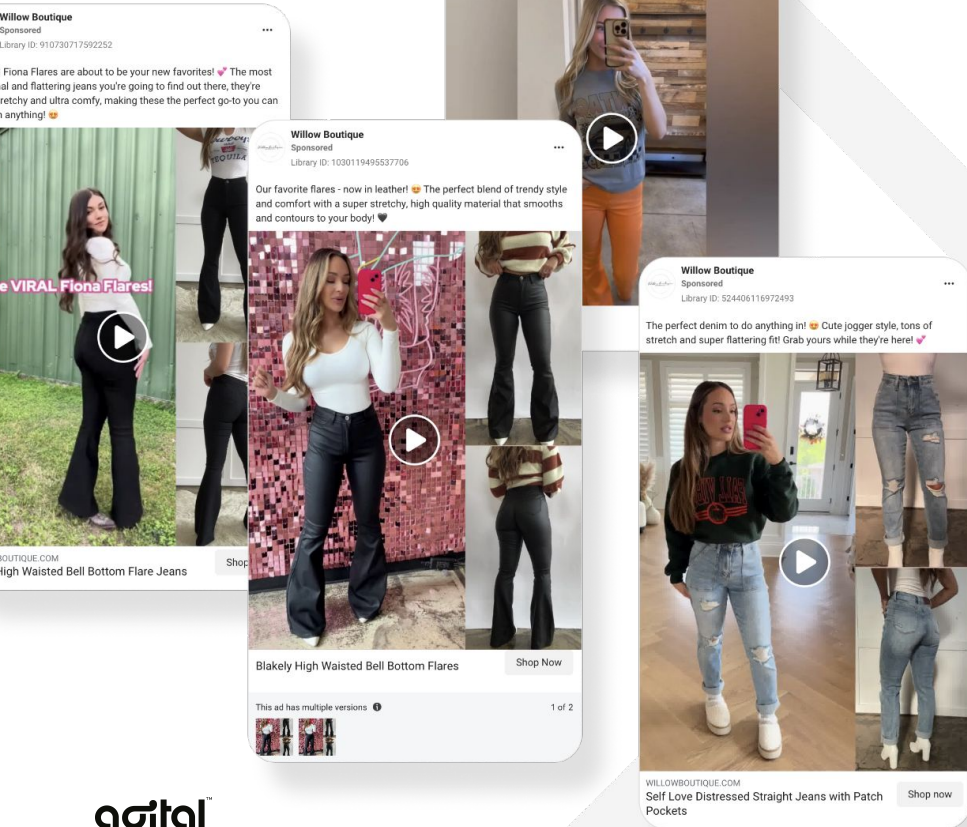 Willow Boutique
Sponsored
Library ID: 910730717592252
Fiona Flares are about to be your new favorites! 💕 The most
and flattering jeans you're going to find out there, they're
and ultra comfy, making these the perfect go-to you can
anything! 😍
VIRAL Fiona Flares!
TEQUILA
High Waisted Bell Bottom Flare Jeans
Willow Boutique
Sponsored
Library ID: 1030119495537706
Our favorite flares - now in leather! 😍 The perfect blend of trendy style
and comfort with a super stretchy, high quality material that smooths
and contours to your body! 🖤
Blakely High Waisted Bell Bottom Flares
Shop Now
This ad has multiple versions
1 of 2
Willow Boutique
Sponsored
Library ID: 524406116972493
The perfect denim to do anything in! 😍 Cute jogger style, tons of
stretch and super flattering fit! Grab yours while they're here! 💕
WILLOWBOUTIQUE.COM
Self Love Distressed Straight Jeans with Patch
Pockets
Shop now
agital™